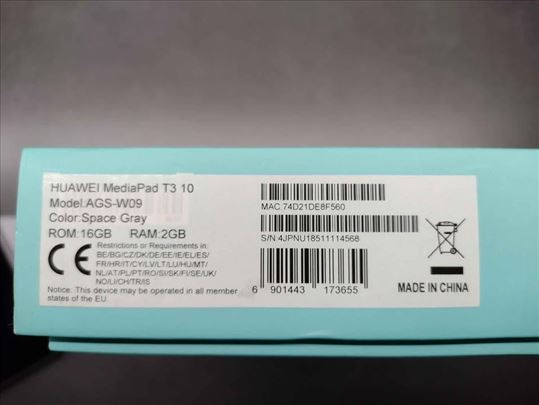 HUAWEI MediaPad T3 10
Model:AGS-W09
Color:Space Gray
ROM:16GB RAM:2GB
CE
Restrictions or Requirements in:
BE/BG/CZ/DK/DE/EE/IE/EL/ES/
FR/HR/IT/CY/LV/LT/LU/HU/MT/
NL/AT/PL/PT/RO/SI/SK/FI/SE/UK/
NO/LI/CH/TR/IS
Notice: This device may be operated in all member
states of the EU.
MAC:74D21DE8F560
S/N:4JPNU18511114568
6 901443 173655
MADE IN CHINA